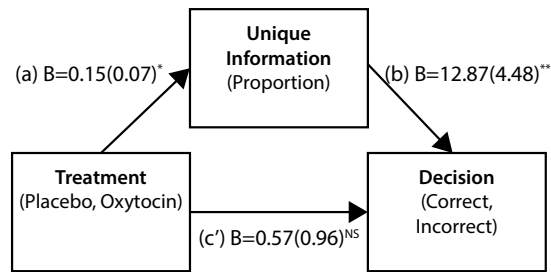 Unique
Information
(Proportion)
(a) B=0.15(0.07)*
(b) B=12.87(4.48)**
Treatment
(Placebo, Oxytocin)
Decision
(Correct,
Incorrect)
(c’) B=0.57(0.96)NS